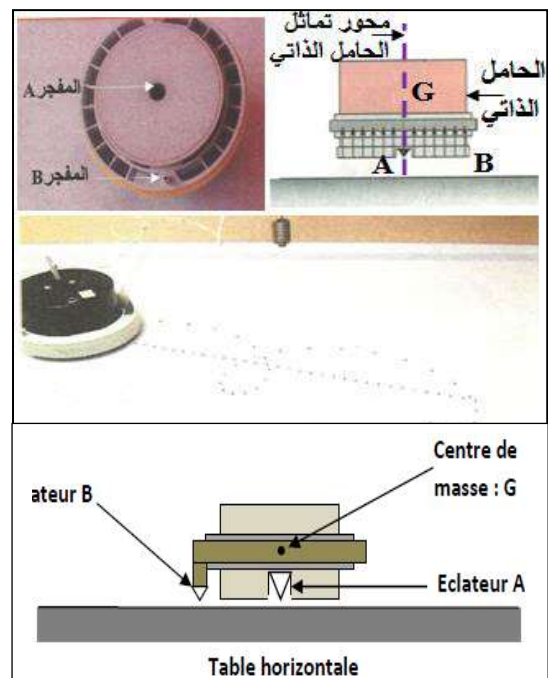 المفجر A
المفجر B
محور تماثل
الحامل الذاتي
الحامل
الذاتي
G
A
B
Centre de
masse : G
ateur B
Eclateur A
Table horizontale